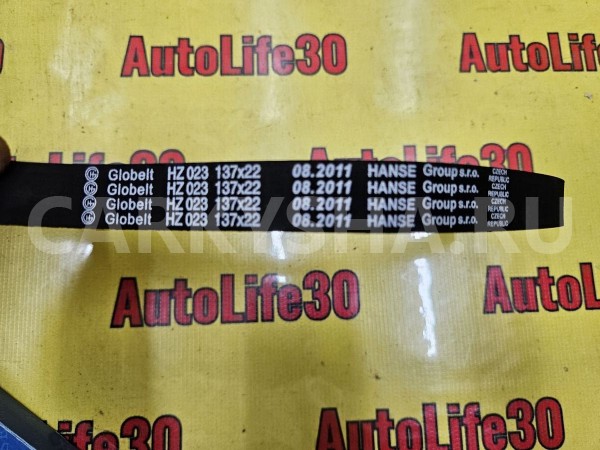 AutoLife30 AutoLife30
AutoLife30 AutoLife30
Globelt HZ 023 137x22 08.2011 HANSE Group s.r.o. CZECH REPUBLIC
Globelt HZ 023 137x22 08.2011 HANSE Group s.r.o. CZECH REPUBLIC
Globelt HZ 023 137x22 08.2011 HANSE Group s.r.o. CZECH REPUBLIC
Globelt HZ 023 137x22 08.2011 HANSE Group s.r.o. CZECH REPUBLIC
CARKYSHA.RU
AutoLife30 AutoLife30
AutoLife30